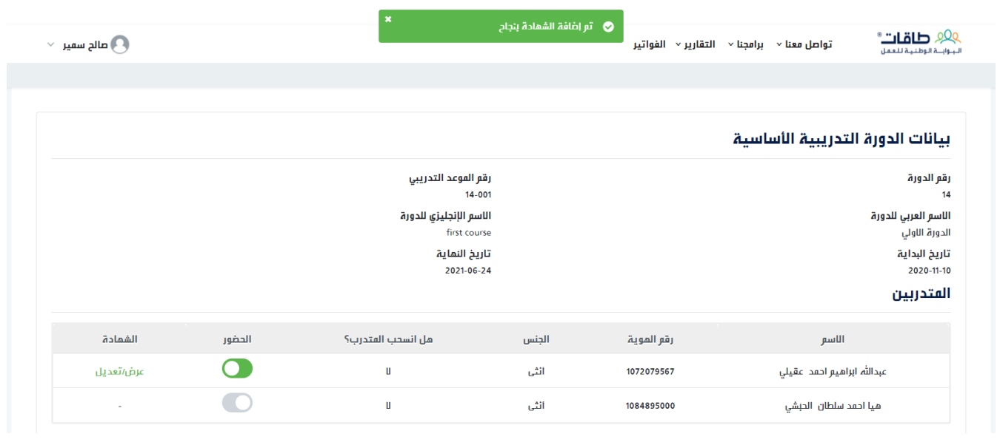 تم إضافة الشهادة بنجاح ×
طاقات ®
البوابة الوطنية للعمل
تواصل معنا برامجنا التقارير الفواتير
صالح سمير
بيانات الدورة التدريبية الأساسية
رقم الدورة رقم الموعد التدريبي
14 14-001
الاسم العربي للدورة الاسم الإنجليزي للدورة
الدورة الاولي first course
تاريخ البداية تاريخ النهاية
2020-11-10 2021-06-24
المتدربين
الاسم رقم الهوية الجنس هل انسحب المتدرب؟ الحضور الشهادة
عبدالله ابراهيم احمد عقيلي 1072079567 انثى لا عرض/تعديل
هيا احمد سلطان الحبشي 1084895000 انثى لا -